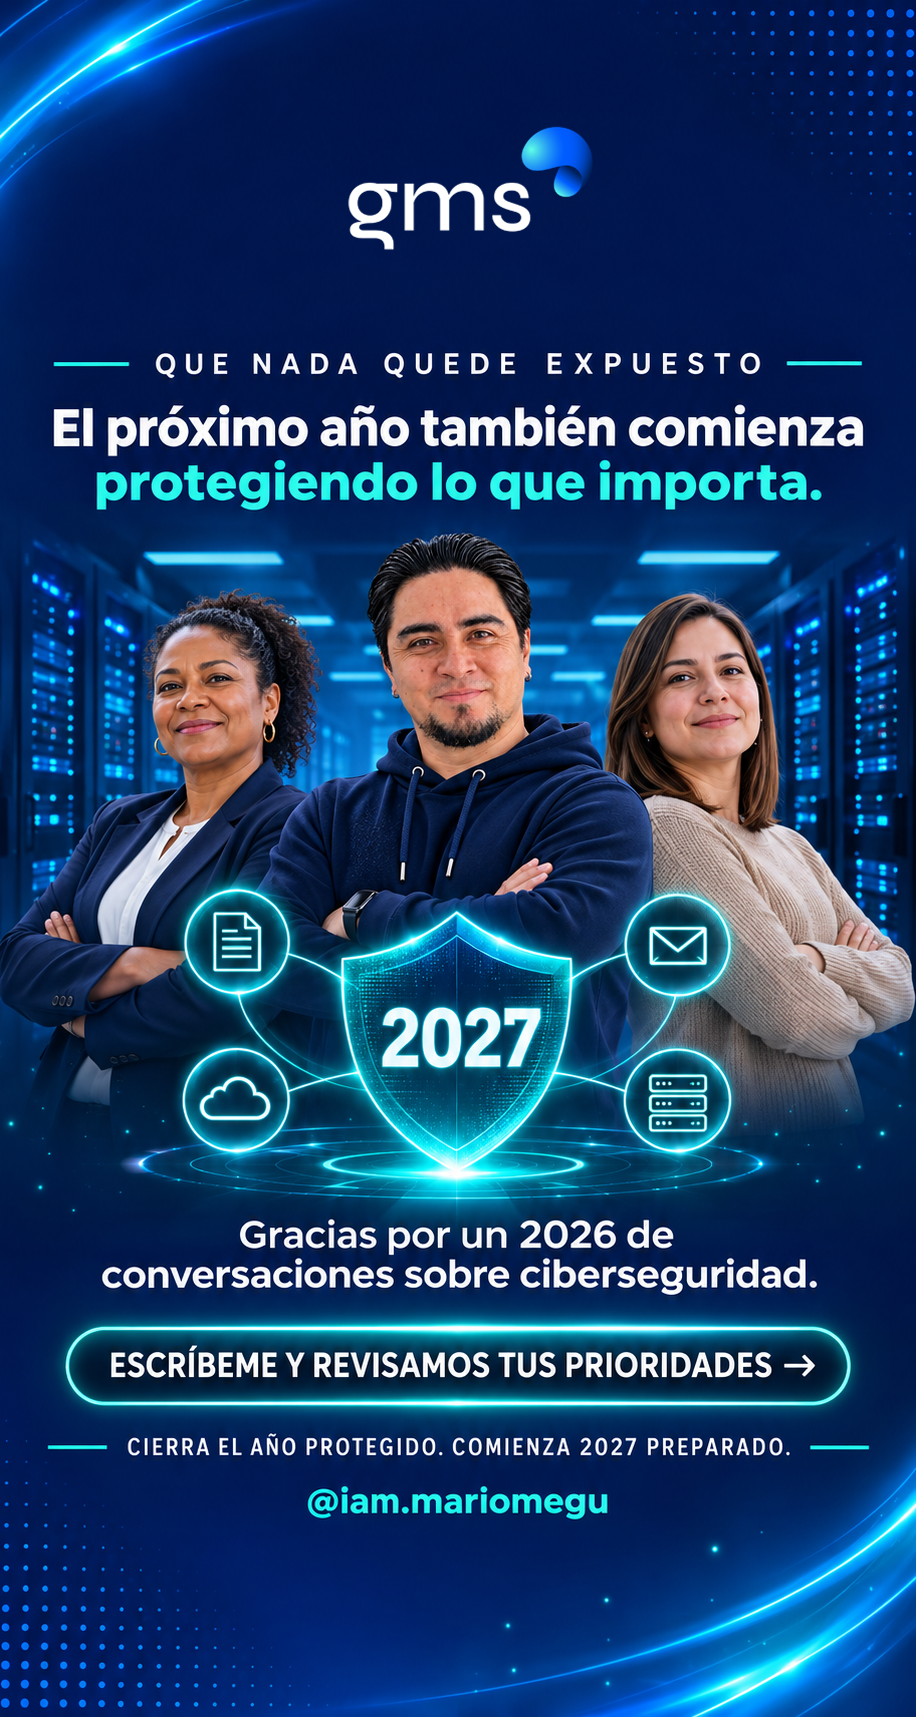 gms
QUE NADA QUEDE EXPUESTO
El próximo año también comienza
protegiendo lo que importa.
2027
Gracias por un 2026 de
conversaciones sobre ciberseguridad.
ESCRÍBEME Y REVISAMOS TUS PRIORIDADES →
CIERRA EL AÑO PROTEGIDO. COMIENZA 2027 PREPARADO.
@iam.mariomegu